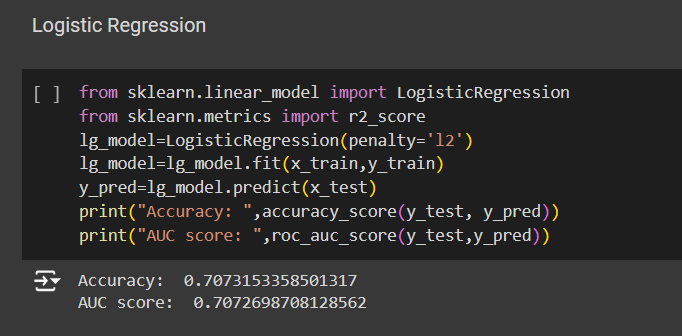 Logistic Regression
[ ] from sklearn.linear_model import LogisticRegression
from sklearn.metrics import r2_score
lg_model=LogisticRegression(penalty='l2')
lg_model=lg_model.fit(x_train,y_train)
y_pred=lg_model.predict(x_test)
print("Accuracy: ",accuracy_score(y_test, y_pred))
print("AUC score: ",roc_auc_score(y_test,y_pred))
Accuracy:  0.7073153358501317
AUC score:  0.7072698708128562